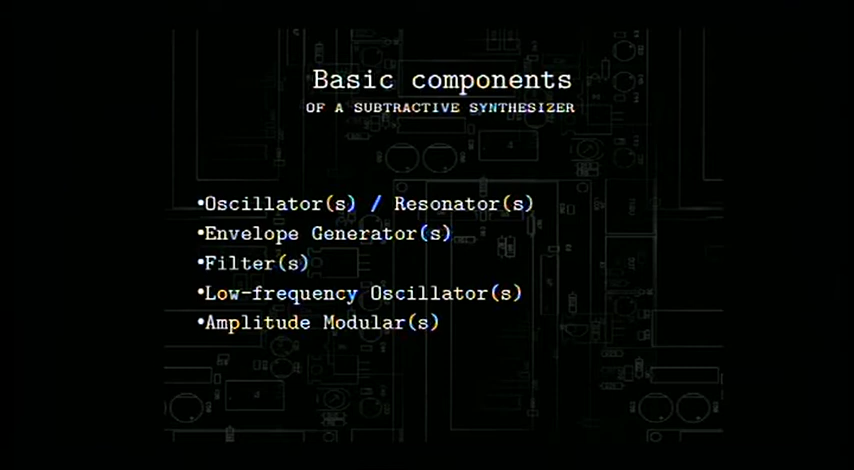 Basic components
OF A SUBTRACTIVE SYNTHESIZER
•Oscillator(s) / Resonator(s)
•Envelope Generator(s)
•Filter(s)
•Low-frequency Oscillator(s)
•Amplitude Modular(s)